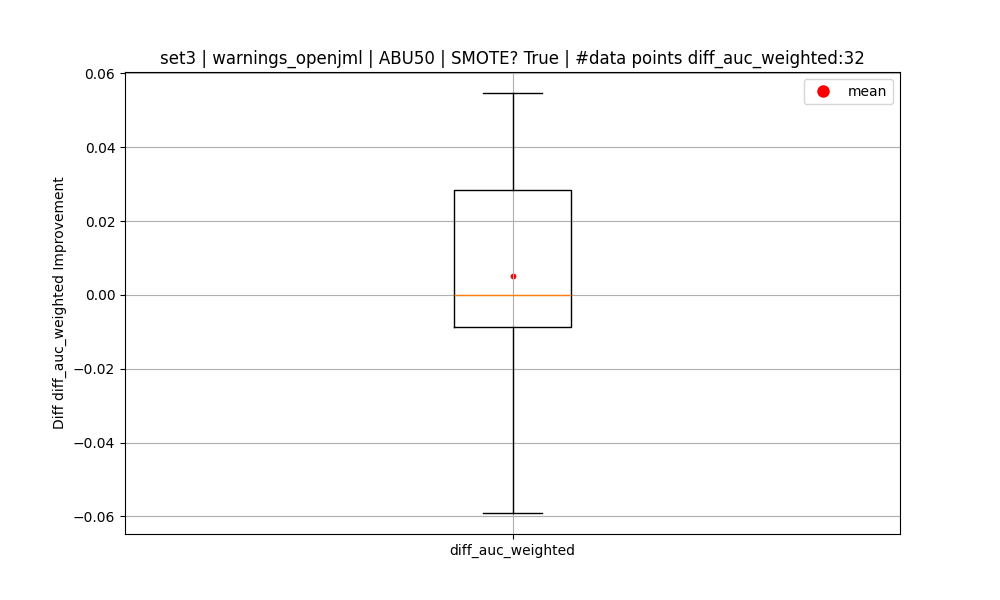 set3 | warnings_openjml | ABU50 | SMOTE? True | #data points diff_auc_weighted:32
mean
Diff diff_auc_weighted Improvement
0.06
0.04
0.02
0.00
−0.02
−0.04
−0.06
diff_auc_weighted